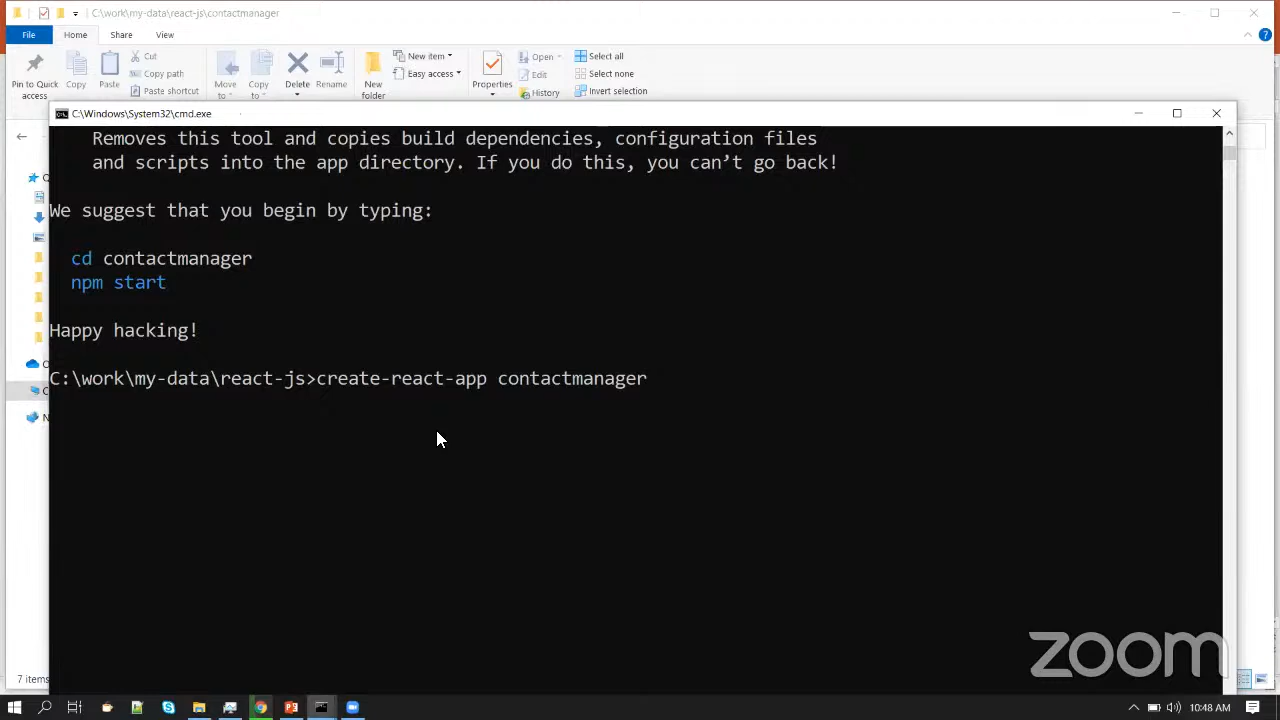 C:\work\my-data\react-js\contactmanager
File
Home
Share
View
Pin to Quick access
Copy
Paste
Cut
Copy path
Paste shortcut
Move to
Copy to
Delete
Rename
New folder
New item
Easy access
Properties
Open
Edit
History
Select all
Select none
Invert selection
C:\Windows\System32\cmd.exe
Removes this tool and copies build dependencies, configuration files
and scripts into the app directory. If you do this, you can’t go back!
We suggest that you begin by typing:
cd contactmanager
npm start
Happy hacking!
C:\work\my-data\react-js>create-react-app contactmanager
7 items
zoom
10:48 AM